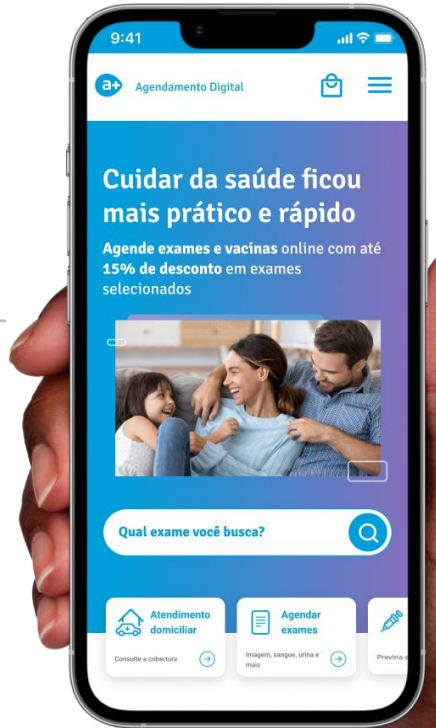 9:41
a+
Agendamento Digital
Cuidar da saúde ficou
mais prático e rápido
Agende exames e vacinas online com até
15% de desconto em exames
selecionados
Qual exame você busca?
Atendimento
domiciliar
Consulte a cobertura
Agendar
exames
Imagem, sangue, urina e
mais